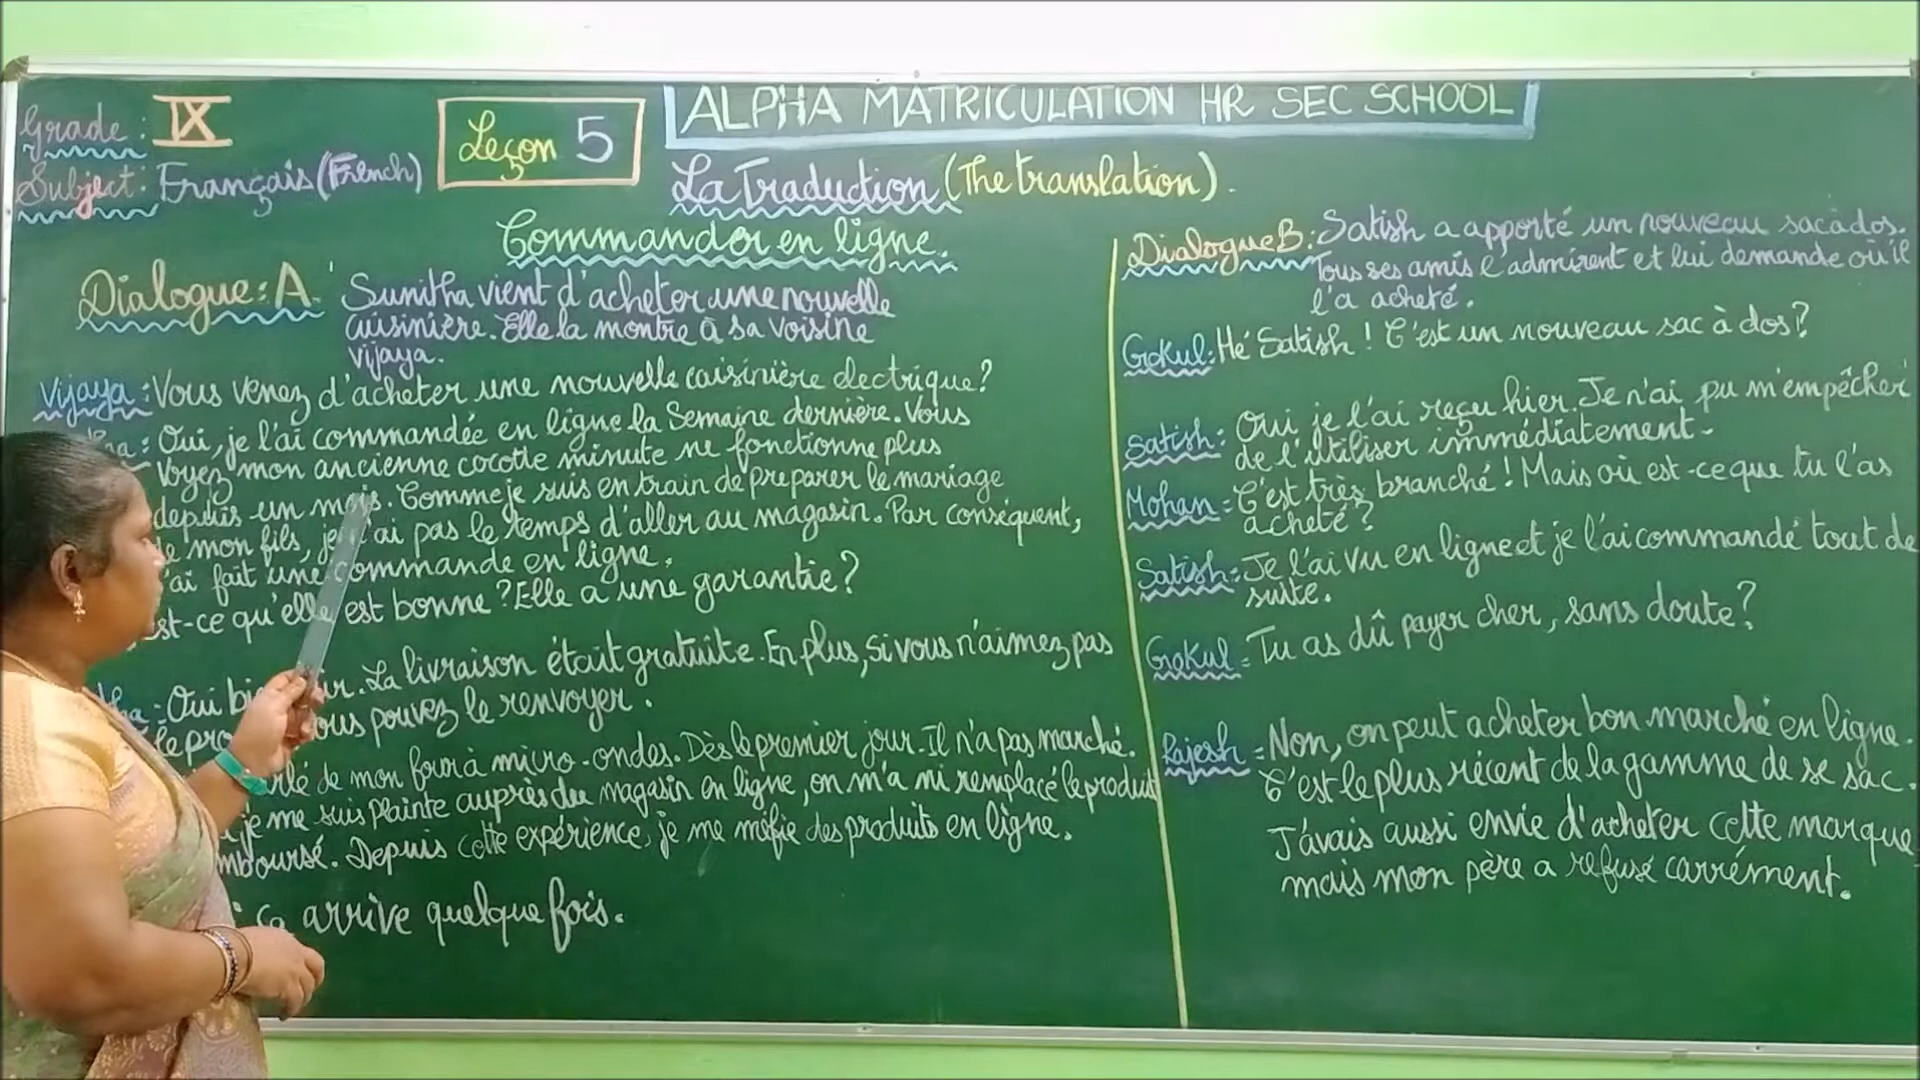 Grade: IX
Subject: Français (French)
Leçon 5
ALPHA MATRICULATION HR SEC SCHOOL
La Traduction (The translation).
Commander en ligne.
Dialogue: A. Sunitha vient d'acheter une nouvelle
cuisinière. Elle la montre à sa voisine
vijaya.
Vijaya: Vous venez d'acheter une nouvelle caisinière electrique?
: Oui, je l'ai commandée en ligne la Semaine dernière. Vous
voyez mon ancienne cocotte minute ne fonctionne plus
depuis un mois. Comme je suis en train de preparer le mariage
mon fils, je ai pas le temps d'aller au magasin. Par conséquent,
'ai fait une commande en ligne.
st-ce qu'elle est bonne? Elle a une garantie?
: Oui ur. La livraison était gratuite. En plus, si vous n'aimez pas
le pro ous pouvez le renvoyer.
de mon four à micro-ondes. Dès le premier jour. Il n'a pas marché.
je me suis plainte auprès du magasin en ligne, on m'a ni remplacé le produit
mboursé. Depuis cette expérience, je me méfie des produits en ligne.
ça arrive quelque fois.
Dialogue B: Satish a apporté un nouveau sac à dos.
Tous ses amis l'admirent et lui demande où il
l'a acheté.
Gokul: Hé Satish! C'est un nouveau sac à dos?
Satish: Oui je l'ai reçu hier. Je n'ai pu m'empêcher
de l'utiliser immédiatement.
Mohan: C'est très branché! Mais où est-ce que tu l'as
acheté?
Satish: Je l'ai vu en ligne et je l'ai commandé tout de
suite.
Gokul: Tu as dû payer cher, sans doute?
Rajesh: Non, on peut acheter bon marché en ligne.
C'est le plus récent de la gamme de se sac.
J'avais aussi envie d'acheter cette marque
mais mon père a refusé carrément.